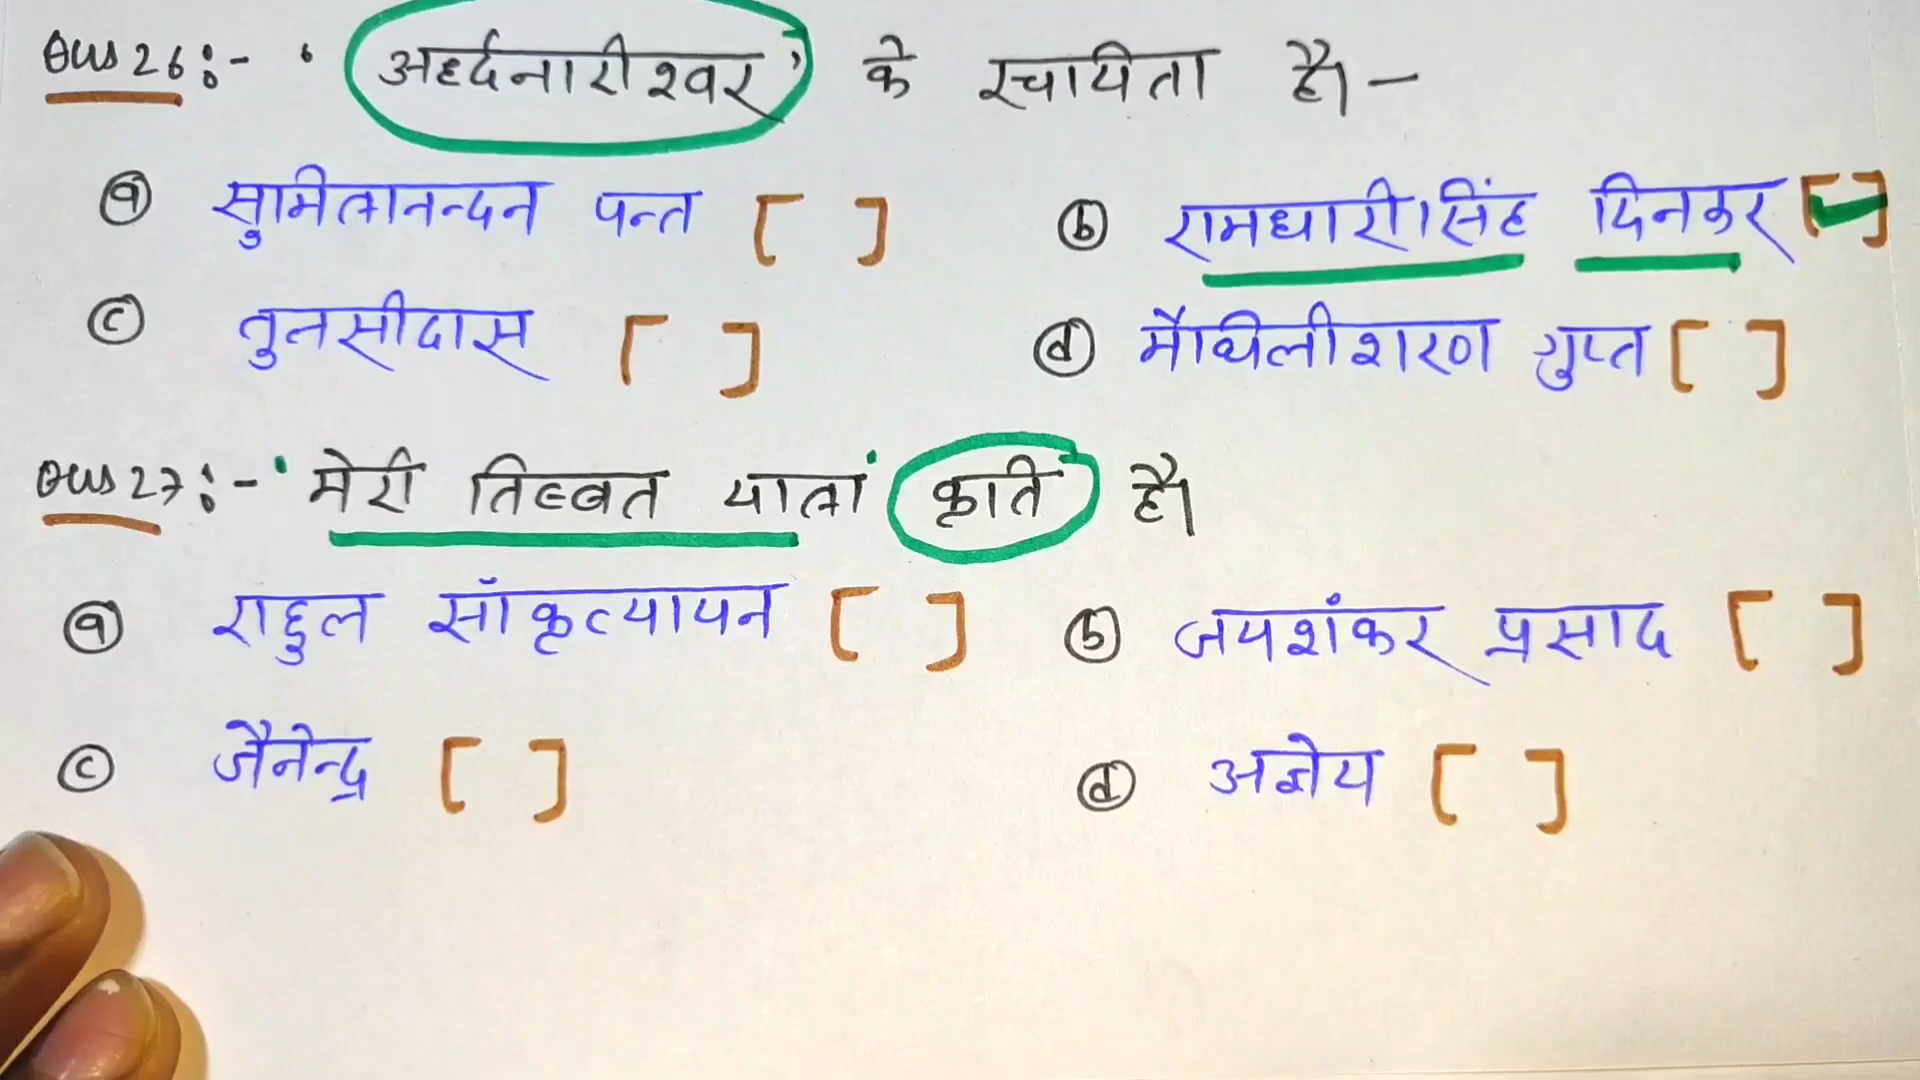 Qus 26:- 'अर्ध्दनारीश्वर' के रचयिता है।-
(a) सुमित्रानन्दन पन्त [ ] (b) रामधारी सिंह दिनकर [✓]
(c) तुलसीदास [ ] (d) मैथिलीशरण गुप्त [ ]
Qus 27:- 'मेरी तिब्बत यात्रा' कृति है।
(a) राहुल सांकृत्यायन [ ] (b) जयशंकर प्रसाद [ ]
(c) जैनेन्द्र [ ] (d) अज्ञेय [ ]